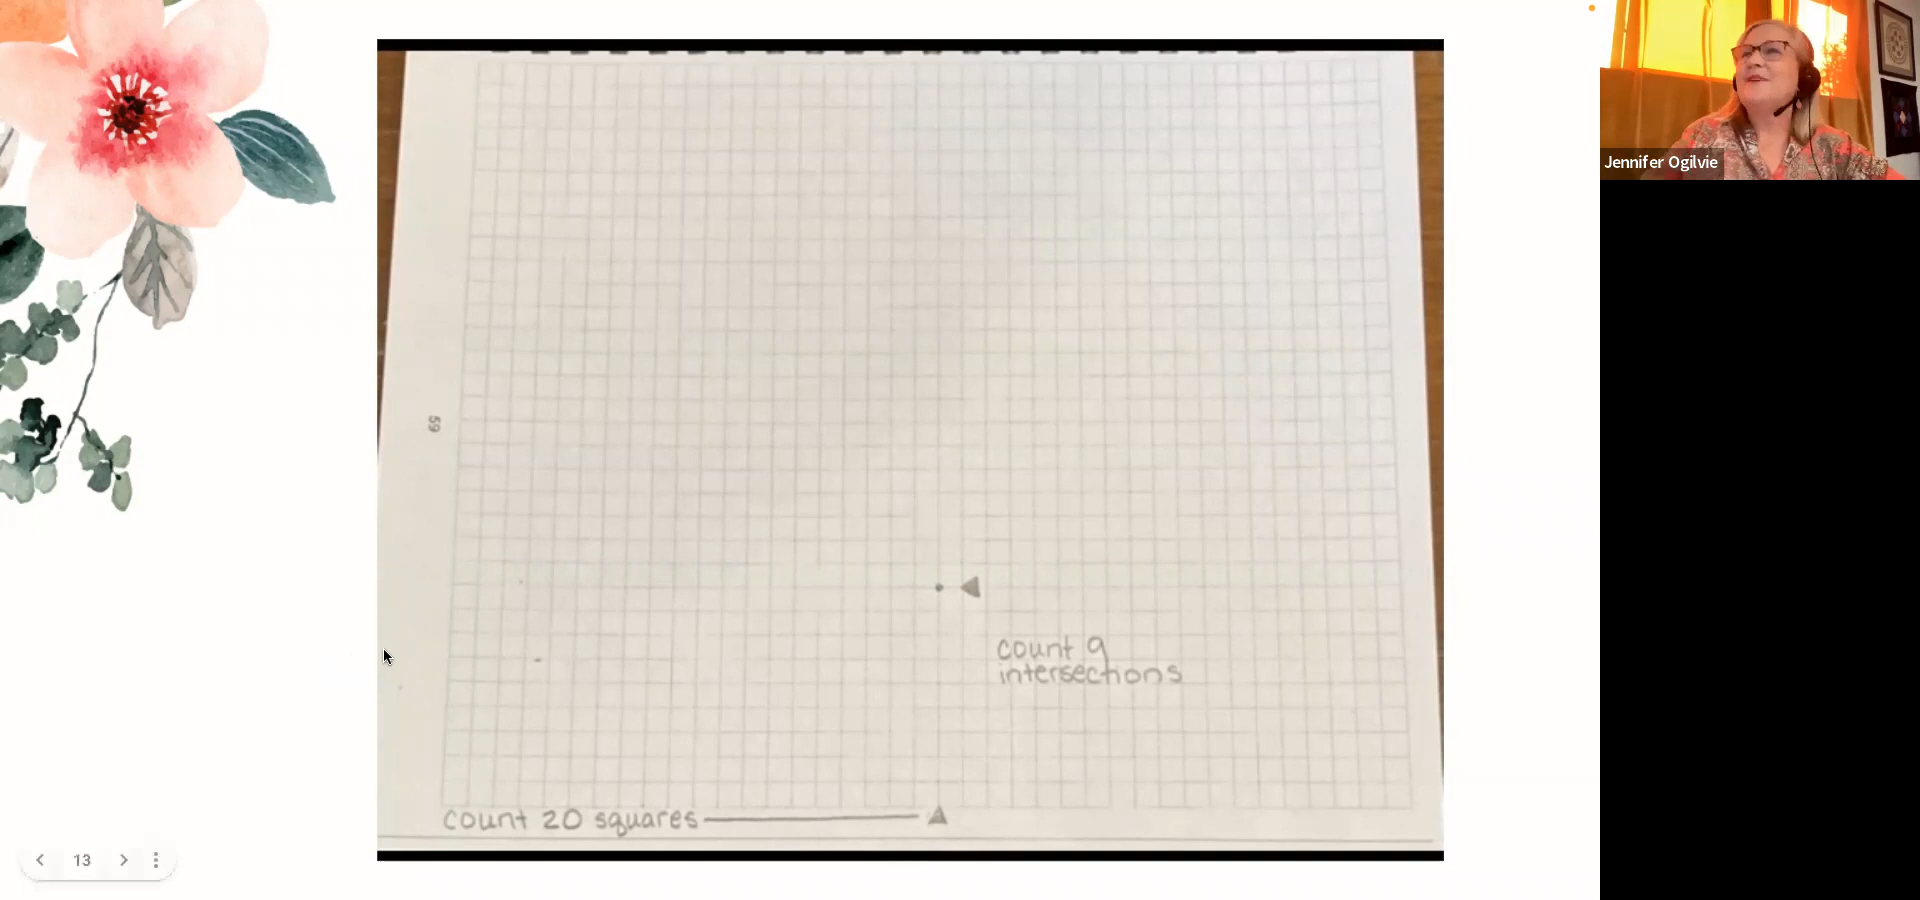 Jennifer Ogilvie
59
count 9
intersections
count 20 squares
13